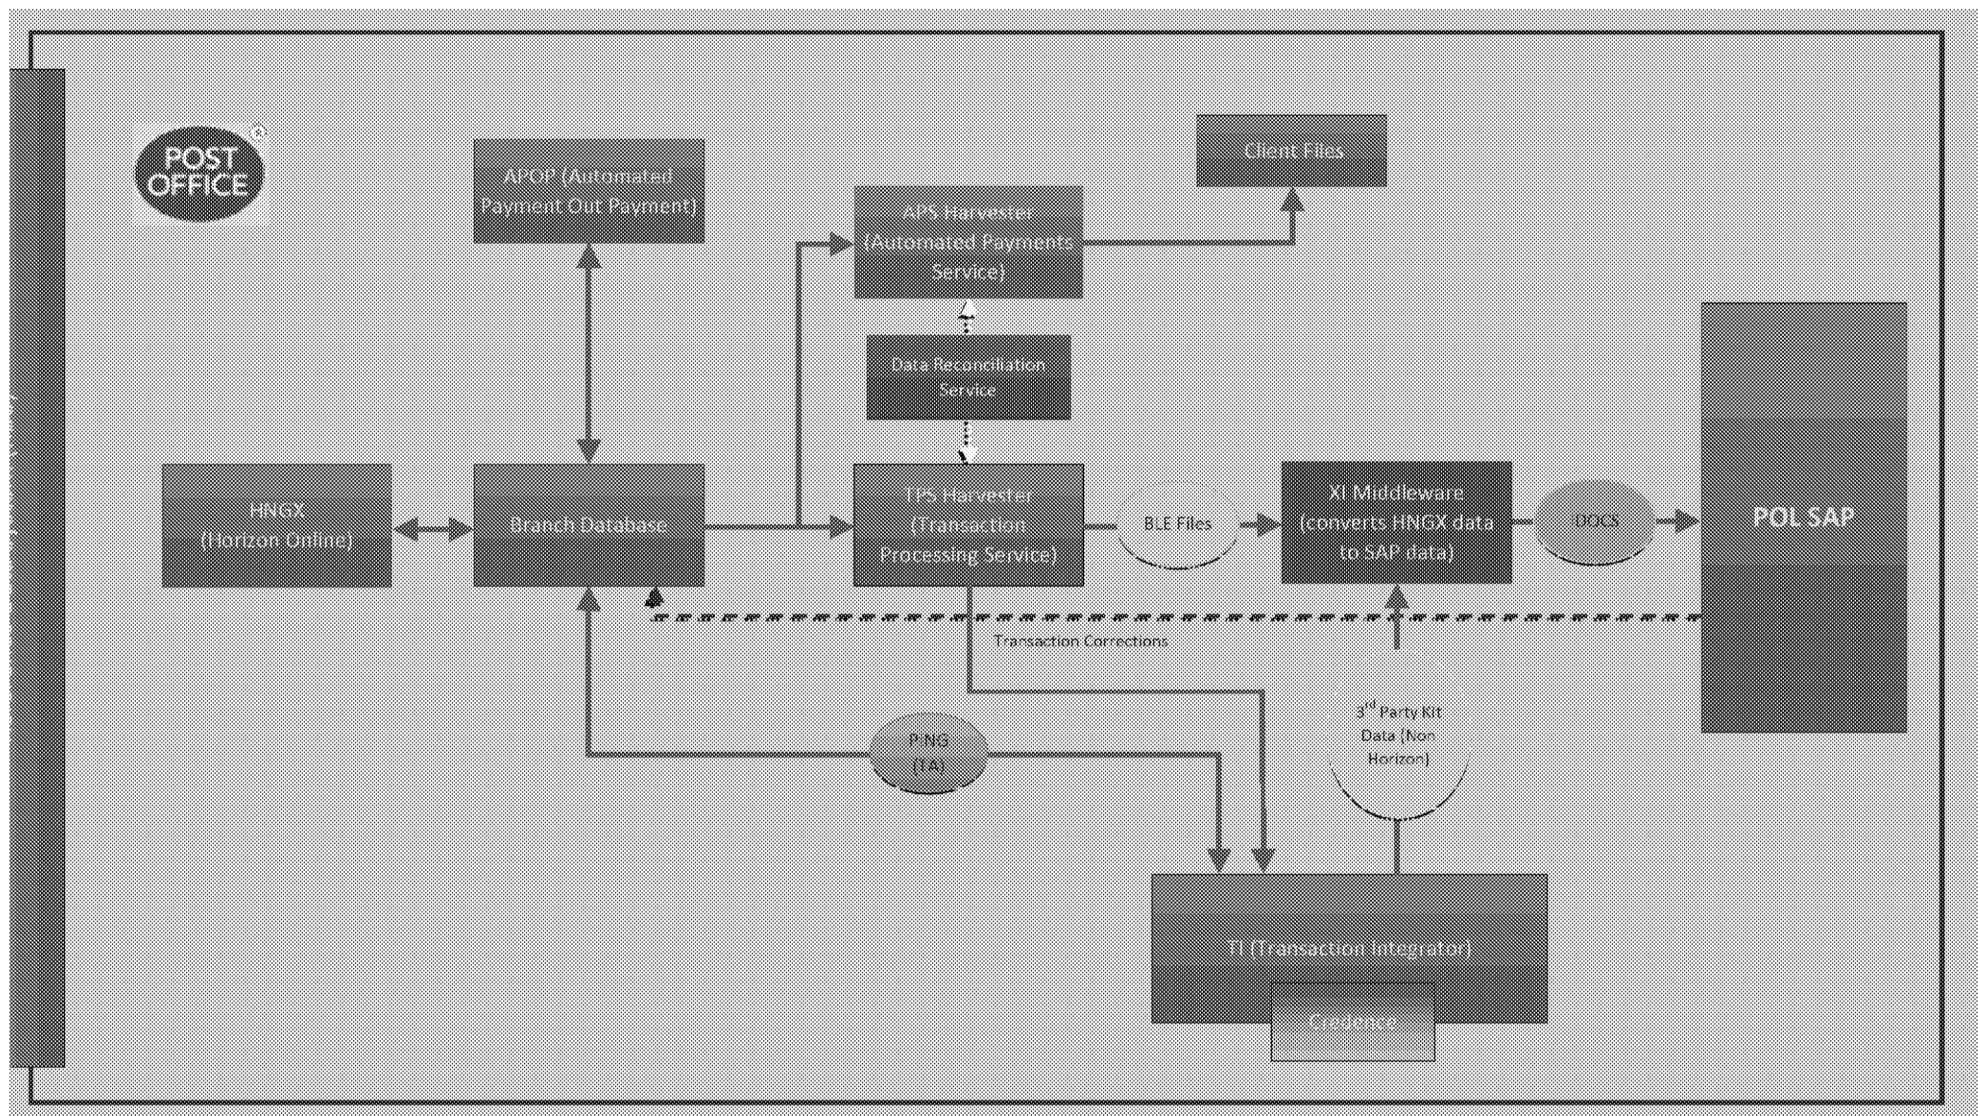 POST
OFFICE
®
APOP (Automated
Payment Out Payment)
APS Harvester
(Automated Payments
Service)
Client Files
Data Reconciliation
Service
HNGX
(Horizon Online)
Branch Database
TPS Harvester
(Transaction
Processing Service)
BLE Files
XI Middleware
(converts HNGX data
to SAP data)
IDOCS
POL SAP
Transaction Corrections
3rd Party Kit
Data (Non
Horizon)
PING
(TA)
TI (Transaction Integrator)
Credence